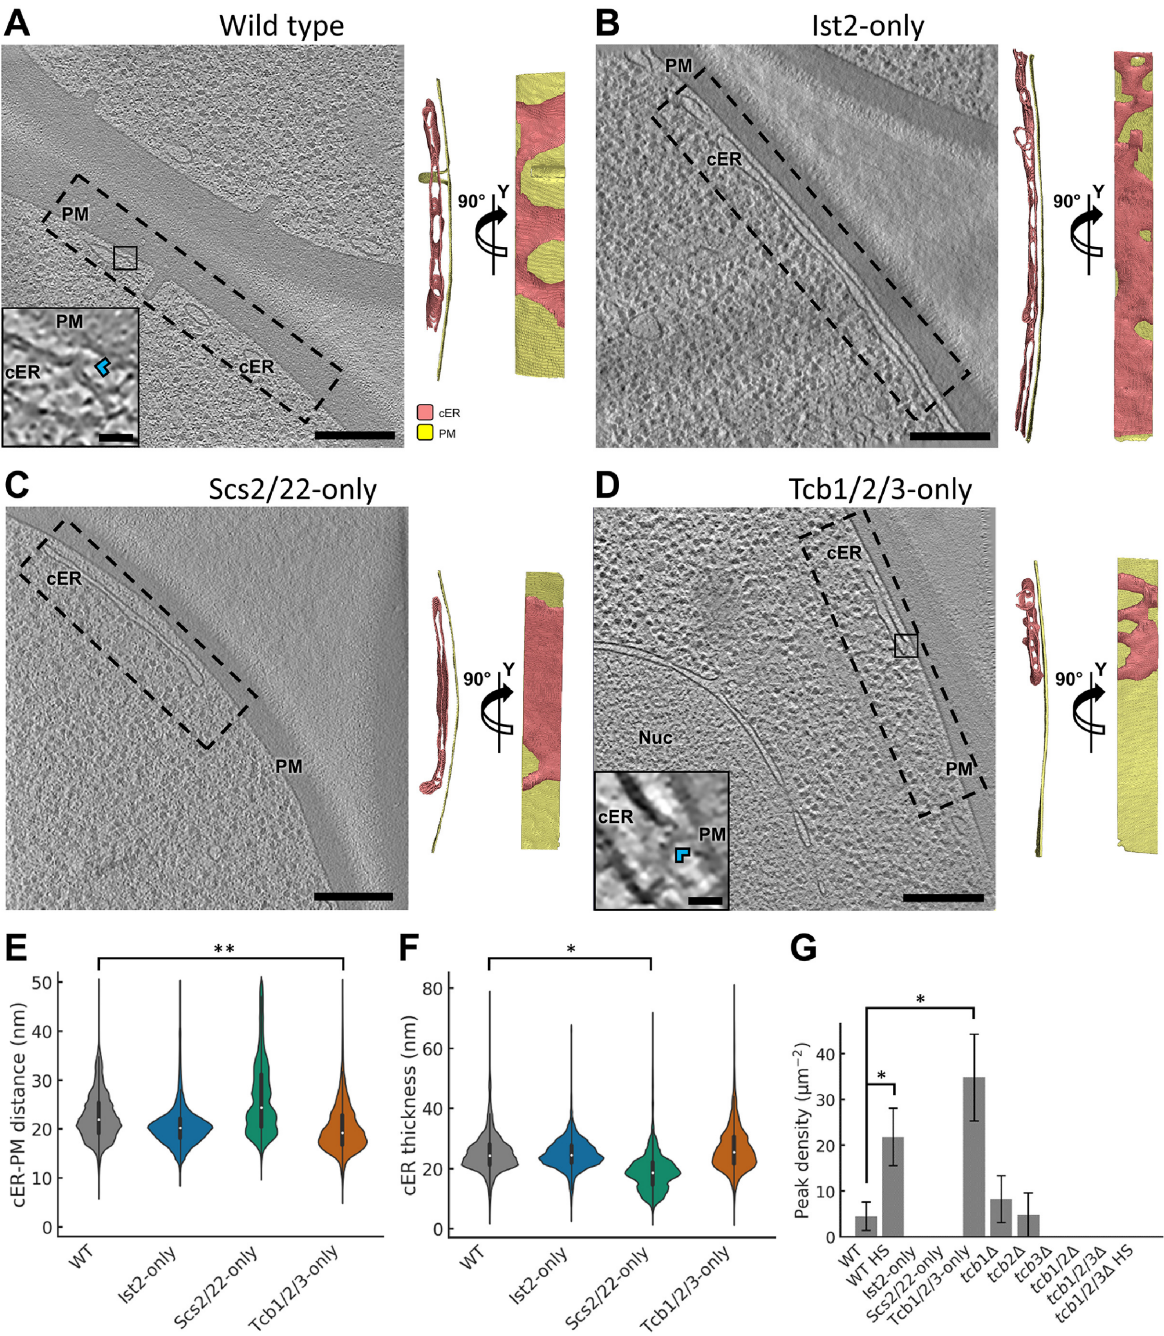 A Wild type
PM
cER
PM
cER
cER
PM
90°
Y
B Ist2-only
PM
cER
90°
Y
C Scs2/22-only
cER
PM
90°
Y
D Tcb1/2/3-only
cER
Nuc
PM
cER
PM
90°
Y
E
**
cER-PM distance (nm)
50
40
30
20
10
0
WT
Ist2-only
Scs2/22-only
Tcb1/2/3-only
F
*
cER thickness (nm)
80
60
40
20
0
WT
Ist2-only
Scs2/22-only
Tcb1/2/3-only
G
*
*
Peak density (μm⁻²)
40
30
20
10
0
WT
WT HS
Ist2-only
Scs2/22-only
Tcb1/2/3-only
tcb1Δ
tcb2Δ
tcb3Δ
tcb1/2Δ
tcb1/2/3Δ
tcb1/2/3Δ HS